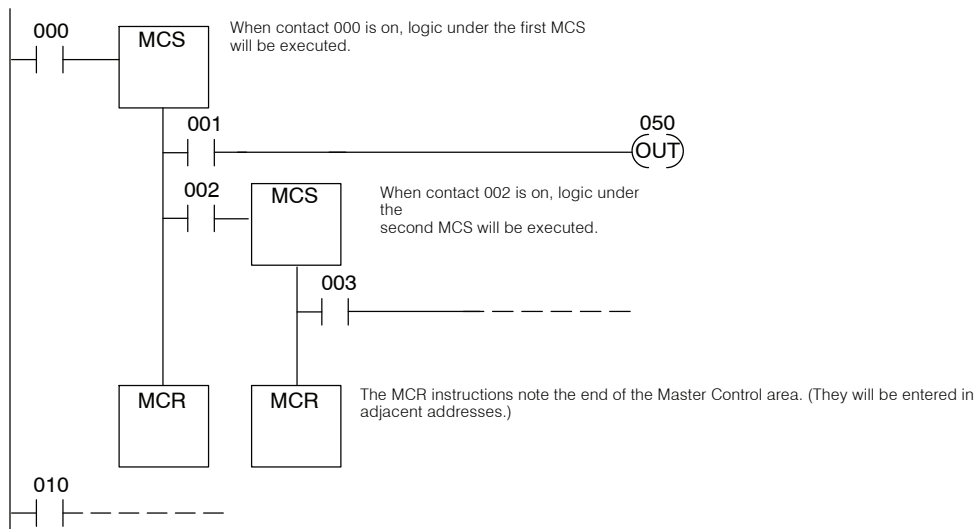 000
MCS
When contact 000 is on, logic under the first MCS
will be executed.
001
050
OUT
002
MCS
When contact 002 is on, logic under
the
second MCS will be executed.
003
MCR
MCR
The MCR instructions note the end of the Master Control area. (They will be entered in
adjacent addresses.)
010